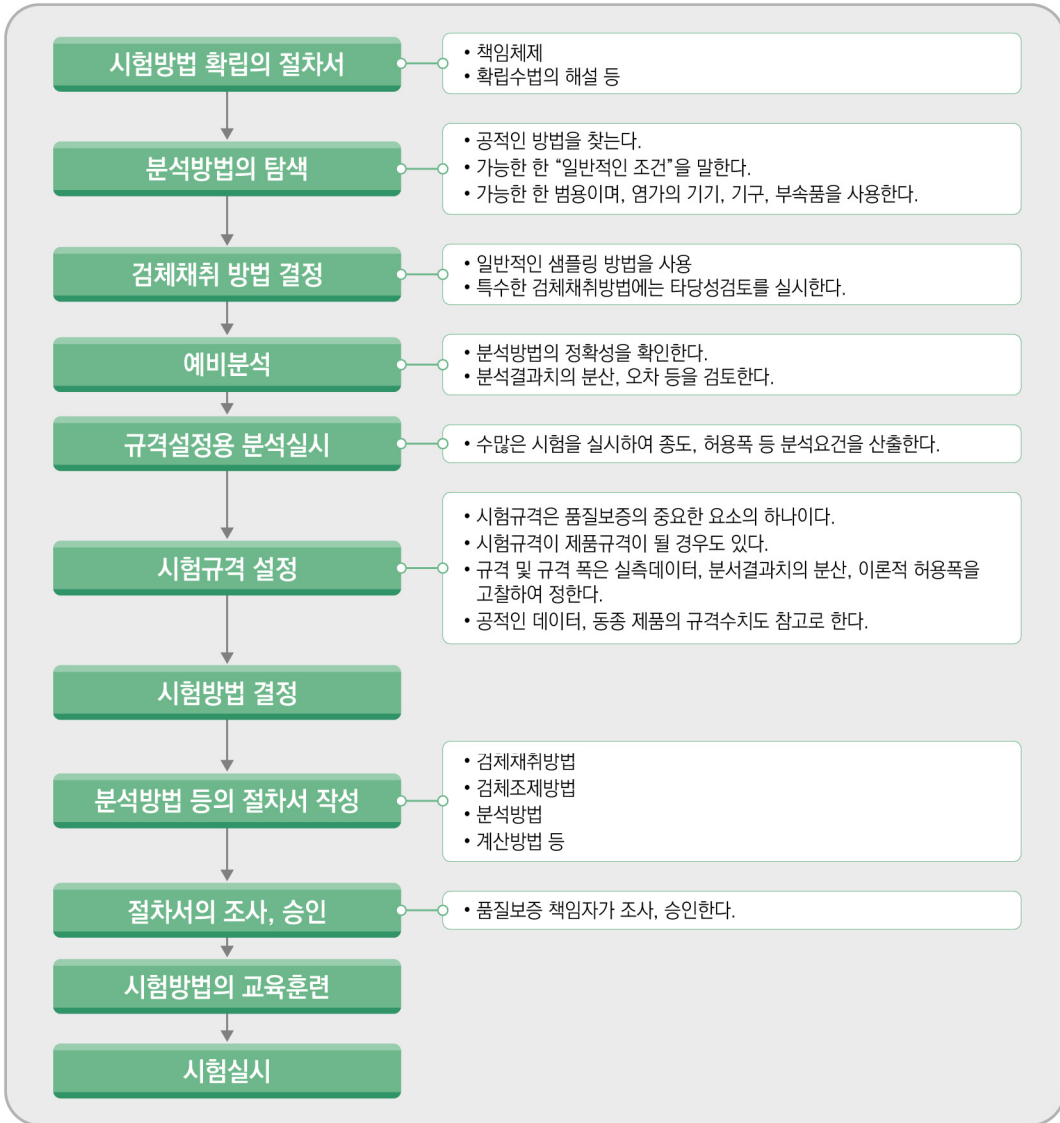 시험방법 확립의 절차서
• 책임체제
• 확립수법의 해설 등
분석방법의 탐색
• 공적인 방법을 찾는다.
• 가능한 한 “일반적인 조건”을 말한다.
• 가능한 한 범용이며, 염가의 기기, 기구, 부속품을 사용한다.
검체채취 방법 결정
• 일반적인 샘플링 방법을 사용
• 특수한 검체채취방법에는 타당성검토를 실시한다.
예비분석
• 분석방법의 정확성을 확인한다.
• 분석결과치의 분산, 오차 등을 검토한다.
규격설정용 분석실시
• 수많은 시험을 실시하여 종도, 허용폭 등 분석요건을 산출한다.
시험규격 설정
• 시험규격은 품질보증의 중요한 요소의 하나이다.
• 시험규격이 제품규격이 될 경우도 있다.
• 규격 및 규격 폭은 실측데이터, 분서결과치의 분산, 이론적 허용폭을
고찰하여 정한다.
• 공적인 데이터, 동종 제품의 규격수치도 참고로 한다.
시험방법 결정
분석방법 등의 절차서 작성
• 검체채취방법
• 검체조제방법
• 분석방법
• 계산방법 등
절차서의 조사, 승인
• 품질보증 책임자가 조사, 승인한다.
시험방법의 교육훈련
시험실시